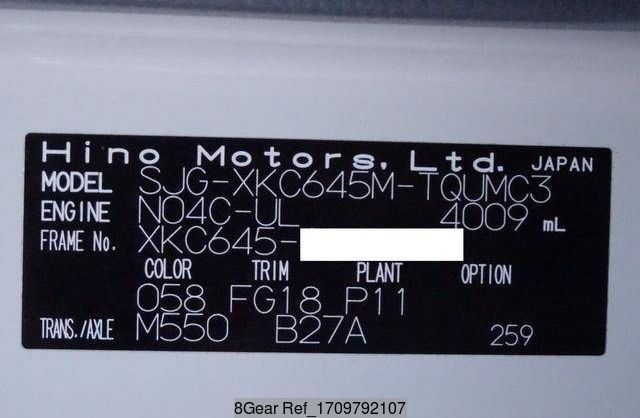 Hino Motors, Ltd. JAPAN
MODEL SJG-XKC645M-TQUMC3
ENGINE N04C-UL 4009 mL
FRAME No. XKC645-
COLOR TRIM PLANT OPTION
058 FG18 P11
TRANS./AXLE M550 B27A 259
8Gear Ref_1709792107